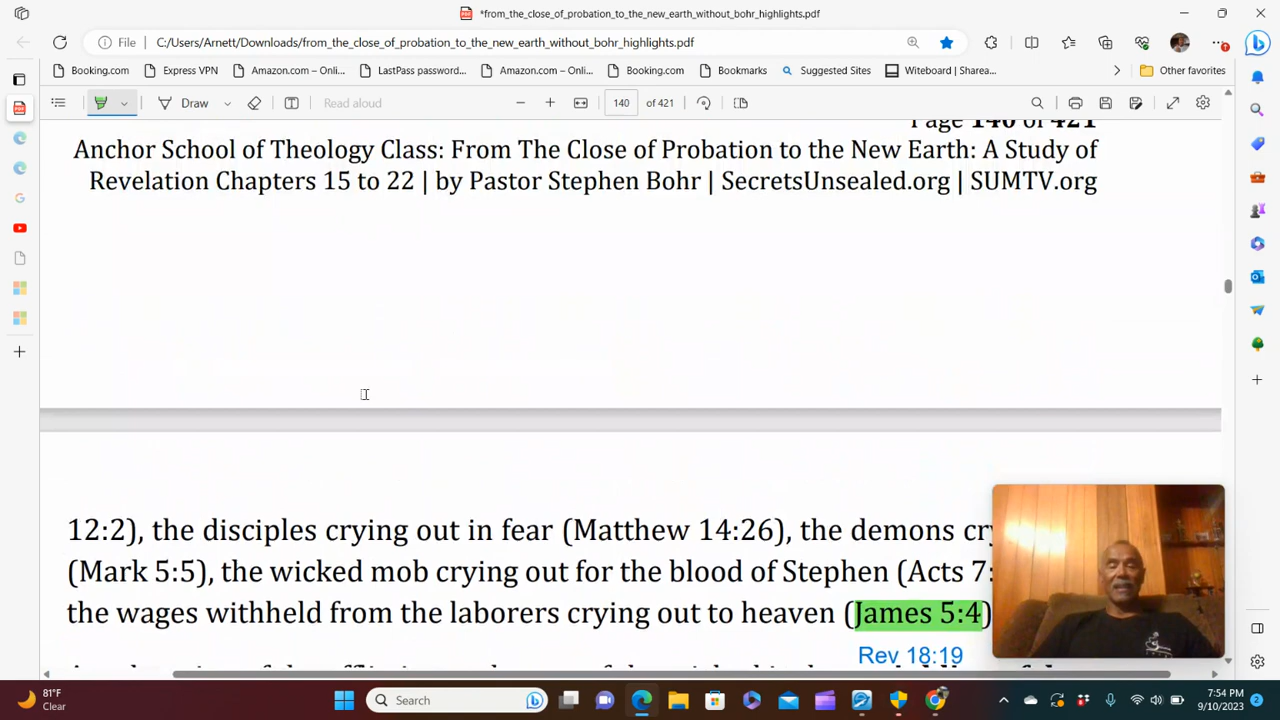 *from_the_close_of_probation_to_the_new_earth_without_bohr_highlights.pdf
File C:/Users/Arnett/Downloads/from_the_close_of_probation_to_the_new_earth_without_bohr_highlights.pdf
Booking.com Express VPN Amazon.com – Onli... LastPass password... Amazon.com – Onli... Booking.com Bookmarks Suggested Sites Witeboard | Sharea... Other favorites
Draw Read aloud 140 of 421
Page 140 of 421
Anchor School of Theology Class: From The Close of Probation to the New Earth: A Study of
Revelation Chapters 15 to 22 | by Pastor Stephen Bohr | SecretsUnsealed.org | SUMTV.org
12:2), the disciples crying out in fear (Matthew 14:26), the demons cry
(Mark 5:5), the wicked mob crying out for the blood of Stephen (Acts 7:
the wages withheld from the laborers crying out to heaven (James 5:4)
Rev 18:19
81°F
Clear
Search
7:54 PM
9/10/2023
2